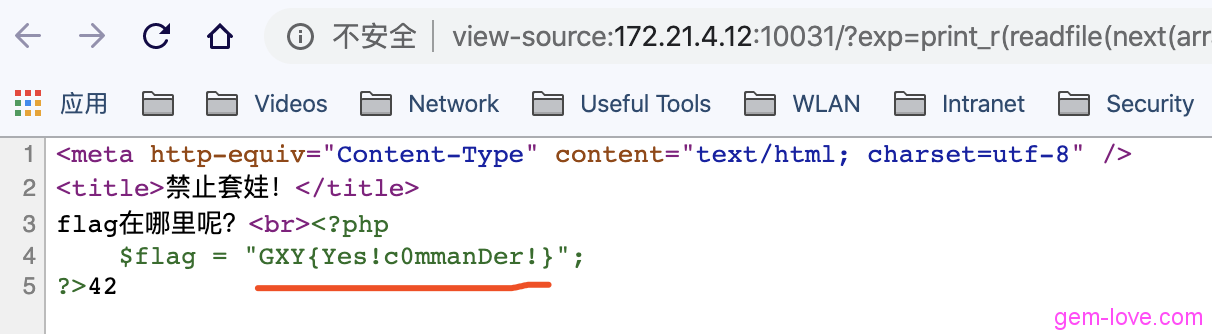 不安全 | view-source:172.21.4.12:10031/?exp=print_r(readfile(next(arra
应用 Videos Network Useful Tools WLAN Intranet Security
1 <meta http-equiv="Content-Type" content="text/html; charset=utf-8" />
2 <title>禁止套娃！</title>
3 flag在哪里呢？<br><?php
4 $flag = "GXY{Yes!c0mmanDer!}";
5 ?>42
gem-love.com